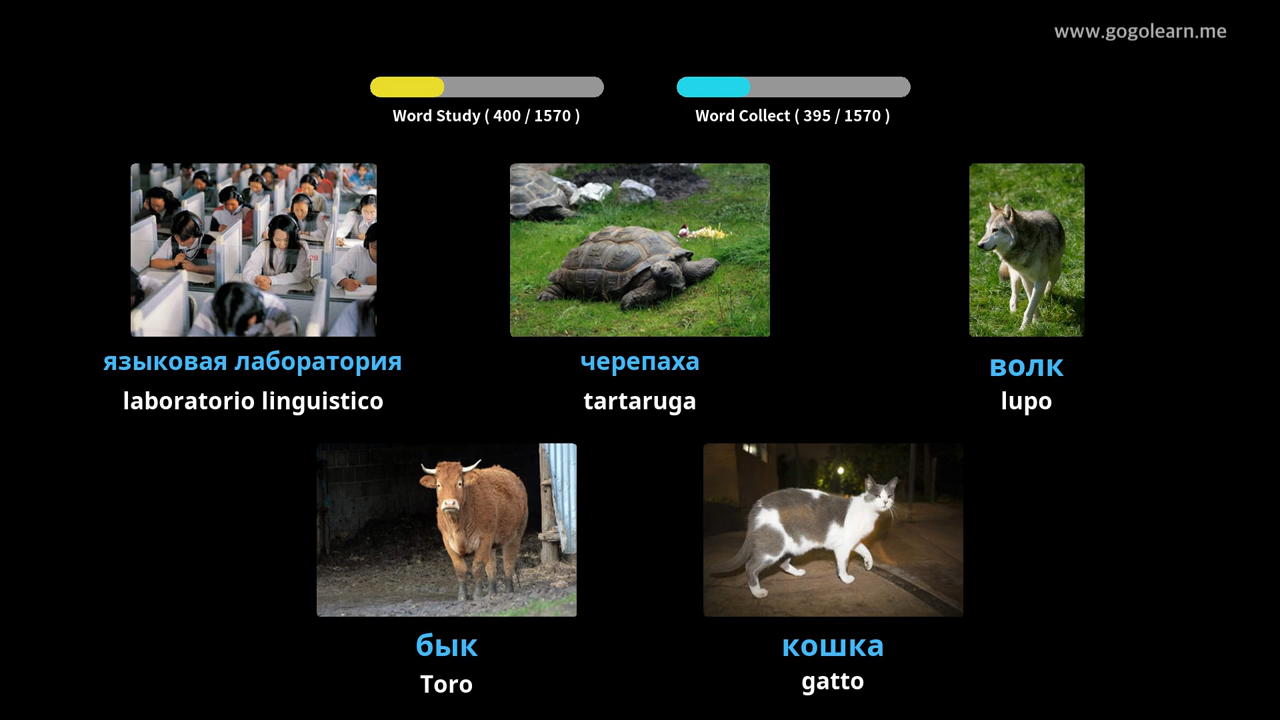 www.gogolearn.me
Word Study ( 400 / 1570 )
Word Collect ( 395 / 1570 )
языковая лаборатория
laboratorio linguistico
черепаха
tartaruga
волк
lupo
бык
Toro
кошка
gatto